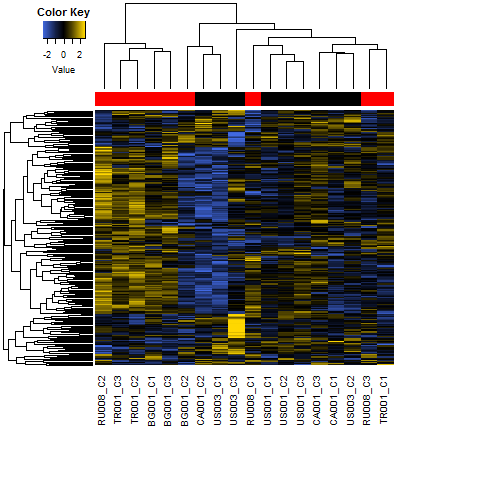 Color Key
-2 0 2
Value
RU008_C2
TR001_C3
TR001_C2
BG001_C1
BG001_C3
BG001_C2
CA001_C2
US003_C1
US003_C3
RU008_C1
US001_C1
US001_C2
US001_C3
CA001_C3
CA001_C1
US003_C2
RU008_C3
TR001_C1